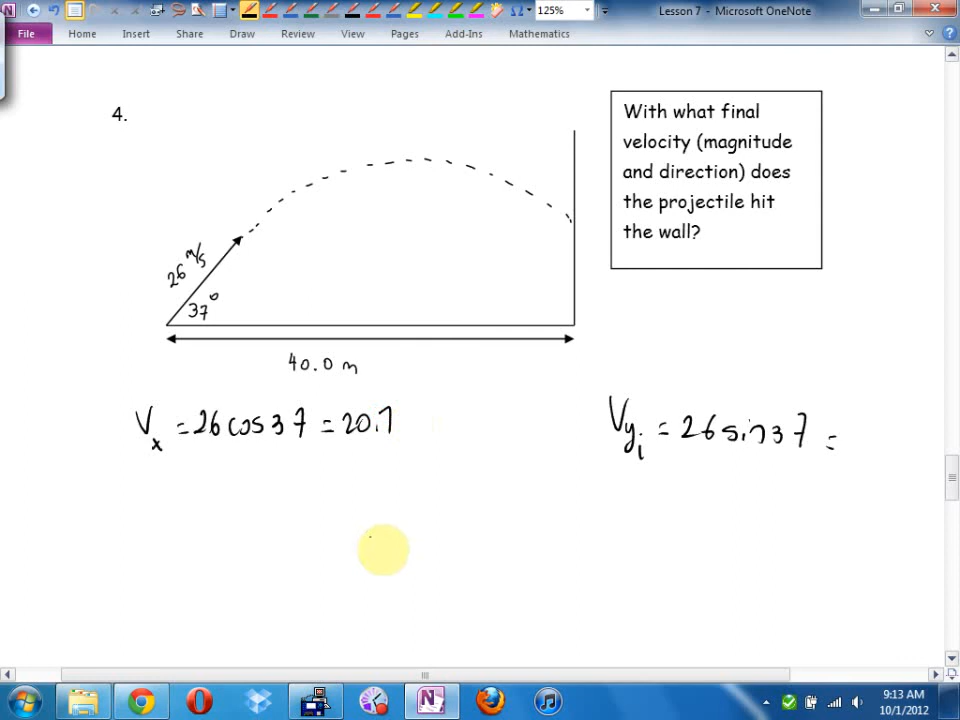 125%
Lesson 7 - Microsoft OneNote
File Home Insert Share Draw Review View Pages Add-Ins Mathematics
4.
With what final
velocity (magnitude
and direction) does
the projectile hit
the wall?
26 m/s
37°
40.0 m
Vx = 26 cos 37 = 20.7
Vyi = 26 sin 37 =
9:13 AM
10/1/2012